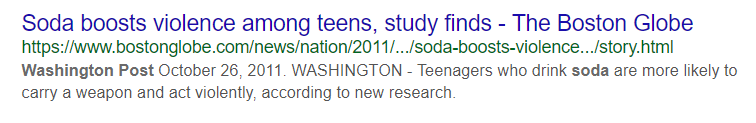 Soda boosts violence among teens, study finds - The Boston Globe
https://www.bostonglobe.com/news/nation/2011/.../soda-boosts-violence.../story.html
Washington Post October 26, 2011. WASHINGTON - Teenagers who drink soda are more likely to
carry a weapon and act violently, according to new research.